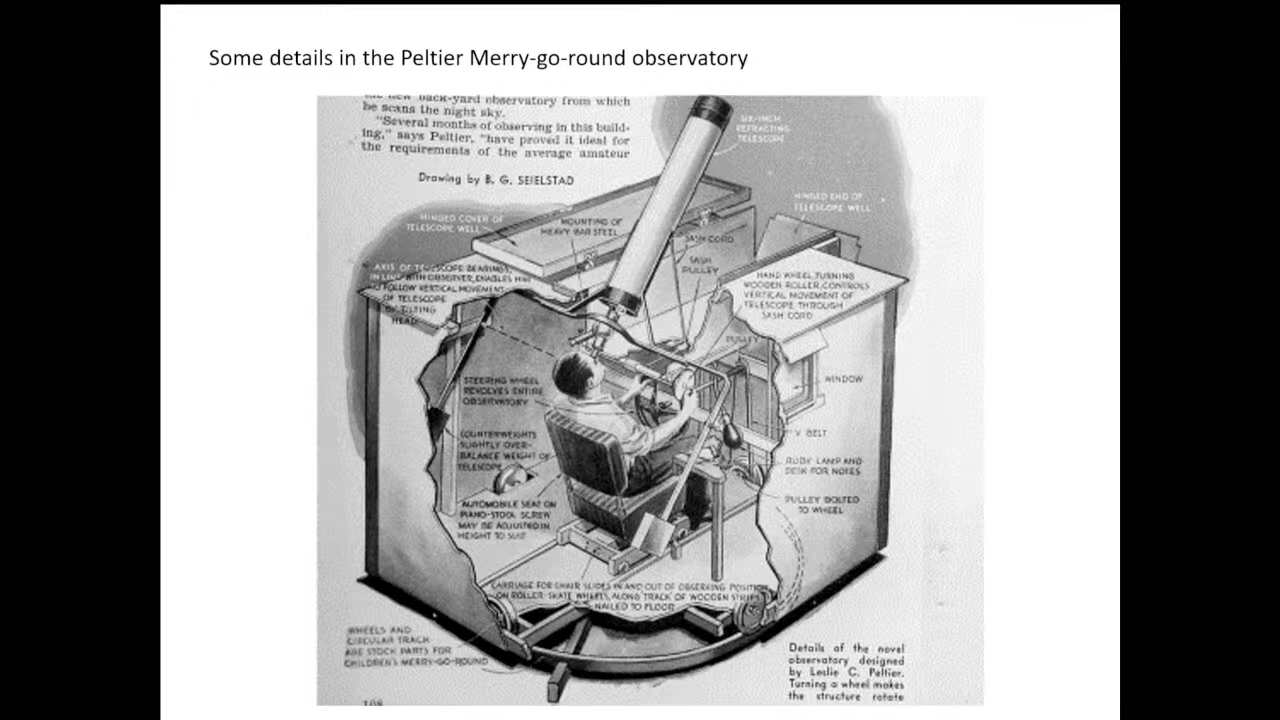 Some details in the Peltier Merry-go-round observatory
the new back-yard observatory from which
he scans the night sky.
"Several months of observing in this build-
ing," says Peltier, "have proved it ideal for
the requirements of the average amateur
Drawing by B. G. SEIELSTAD
SIX-INCH
REFRACTING
TELESCOPE
HINGED COVER OF
TELESCOPE WELL
MOUNTING OF
HEAVY BAR STEEL
HINGED END OF
TELESCOPE WELL
SASH CORD
SASH
PULLEY
AXIS OF TELESCOPE BEARINGS,
IN LINE WITH OBSERVER, ENABLES HIM
TO FOLLOW VERTICAL MOVEMENT
OF TELESCOPE
BY TILTING
HEAD
HAND WHEEL, TURNING
WOODEN ROLLER, CONTROLS
VERTICAL MOVEMENT OF
TELESCOPE THROUGH
SASH CORD
PULLEY
WINDOW
STEERING WHEEL
REVOLVES ENTIRE
OBSERVATORY
COUNTERWEIGHTS
SLIGHTLY OVER-
BALANCE WEIGHT OF
TELESCOPE
V BELT
RUBY LAMP AND
DESK FOR NOTES
PULLEY BOLTED
TO WHEEL
AUTOMOBILE SEAT ON
PIANO-STOOL SCREW
MAY BE ADJUSTED IN
HEIGHT TO SUIT
CARRIAGE FOR CHAIR SLIDES IN AND OUT OF OBSERVING POSITION
ON ROLLER-SKATE WHEELS, ALONG TRACK OF WOODEN STRIPS
NAILED TO FLOOR
WHEELS AND
CIRCULAR TRACK
ARE STOCK PARTS FOR
CHILDREN'S MERRY-GO-ROUND
Details of the novel
observatory designed
by Leslie C. Peltier.
Turning a wheel makes
the structure rotate
108